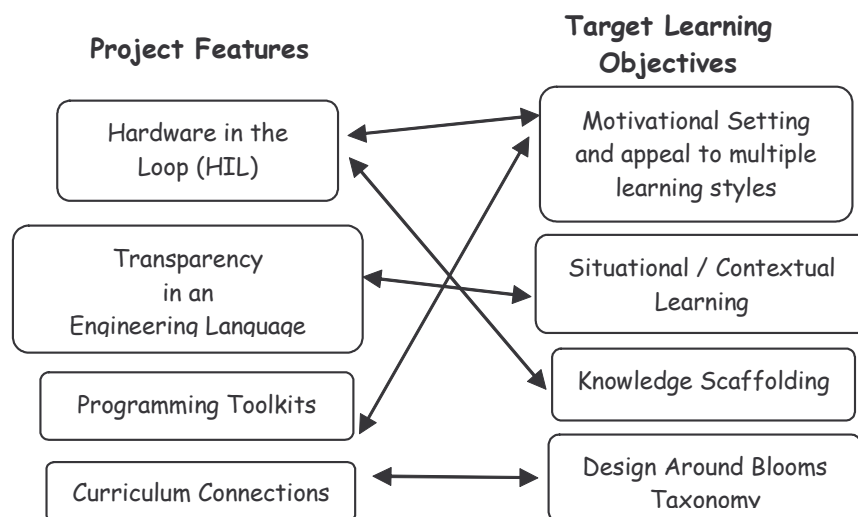 Project Features
Hardware in the
Loop (HIL)
Transparency
in an
Engineering Language
Programming Toolkits
Curriculum Connections
Target Learning
Objectives
Motivational Setting
and appeal to multiple
learning styles
Situational / Contextual
Learning
Knowledge Scaffolding
Design Around Blooms
Taxonomy